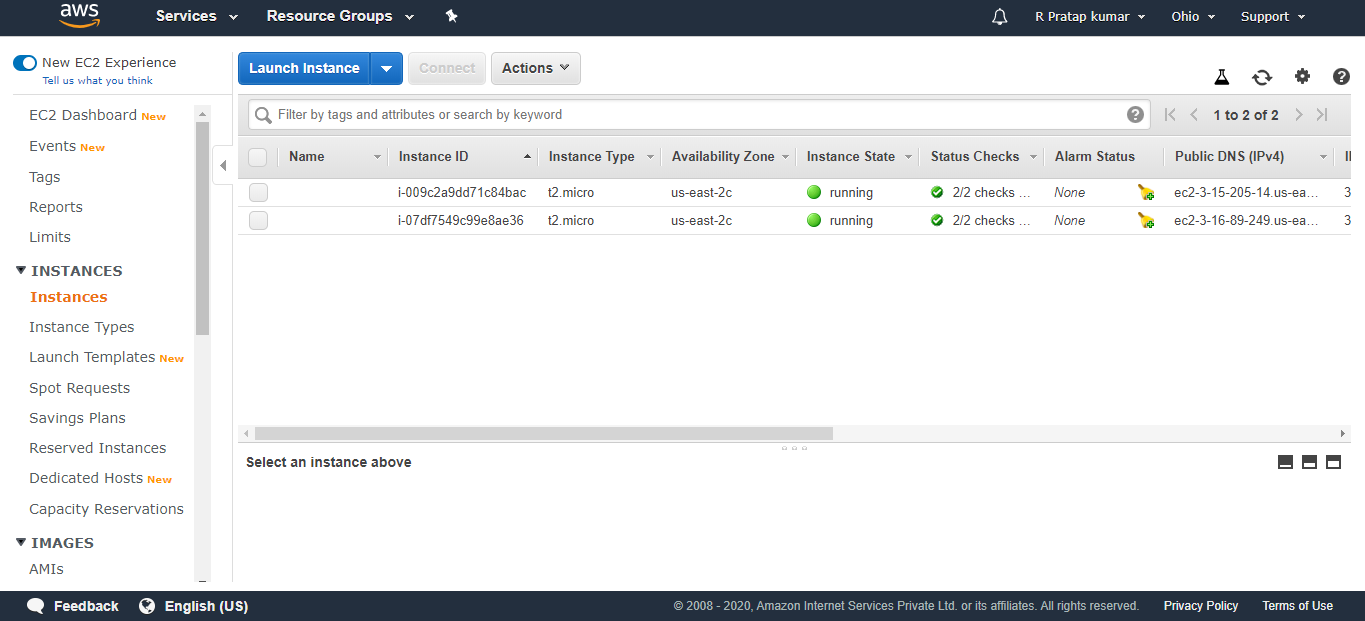 aws Services Resource Groups R Pratap kumar Ohio Support
New EC2 Experience
Tell us what you think
EC2 Dashboard New
Events New
Tags
Reports
Limits
INSTANCES
Instances
Instance Types
Launch Templates New
Spot Requests
Savings Plans
Reserved Instances
Dedicated Hosts New
Capacity Reservations
IMAGES
AMIs
Launch Instance Connect Actions
Filter by tags and attributes or search by keyword 1 to 2 of 2
Name Instance ID Instance Type Availability Zone Instance State Status Checks Alarm Status Public DNS (IPv4)
i-009c2a9dd71c84bac t2.micro us-east-2c running 2/2 checks ... None ec2-3-15-205-14.us-ea... 3
i-07df7549c99e8ae36 t2.micro us-east-2c running 2/2 checks ... None ec2-3-16-89-249.us-ea... 3
Select an instance above
Feedback English (US) © 2008 - 2020, Amazon Internet Services Private Ltd. or its affiliates. All rights reserved. Privacy Policy Terms of Use